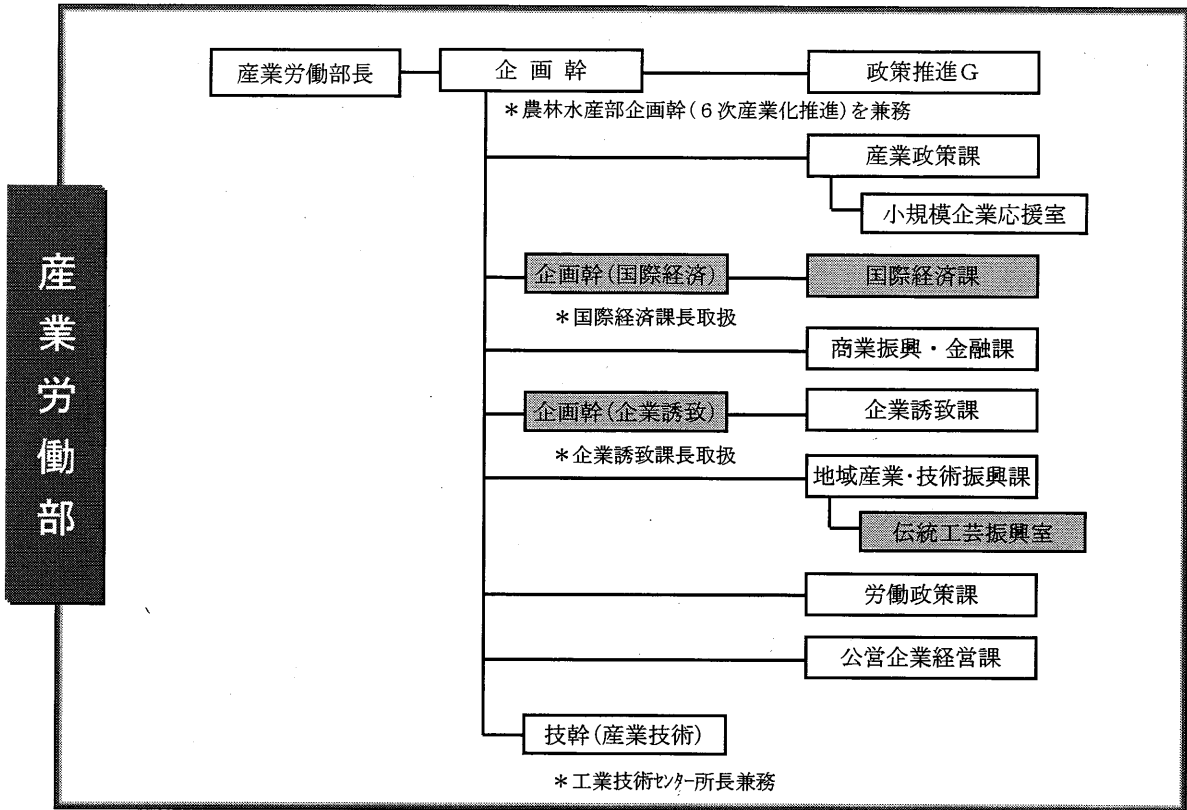 産業労働部
産業労働部長
企画幹
政策推進G
＊農林水産部企画幹(6次産業化推進)を兼務
産業政策課
小規模企業応援室
企画幹(国際経済)
国際経済課
＊国際経済課長取扱
商業振興・金融課
企画幹(企業誘致)
企業誘致課
＊企業誘致課長取扱
地域産業・技術振興課
伝統工芸振興室
労働政策課
公営企業経営課
技幹(産業技術)
＊工業技術ｾﾝﾀｰ所長兼務